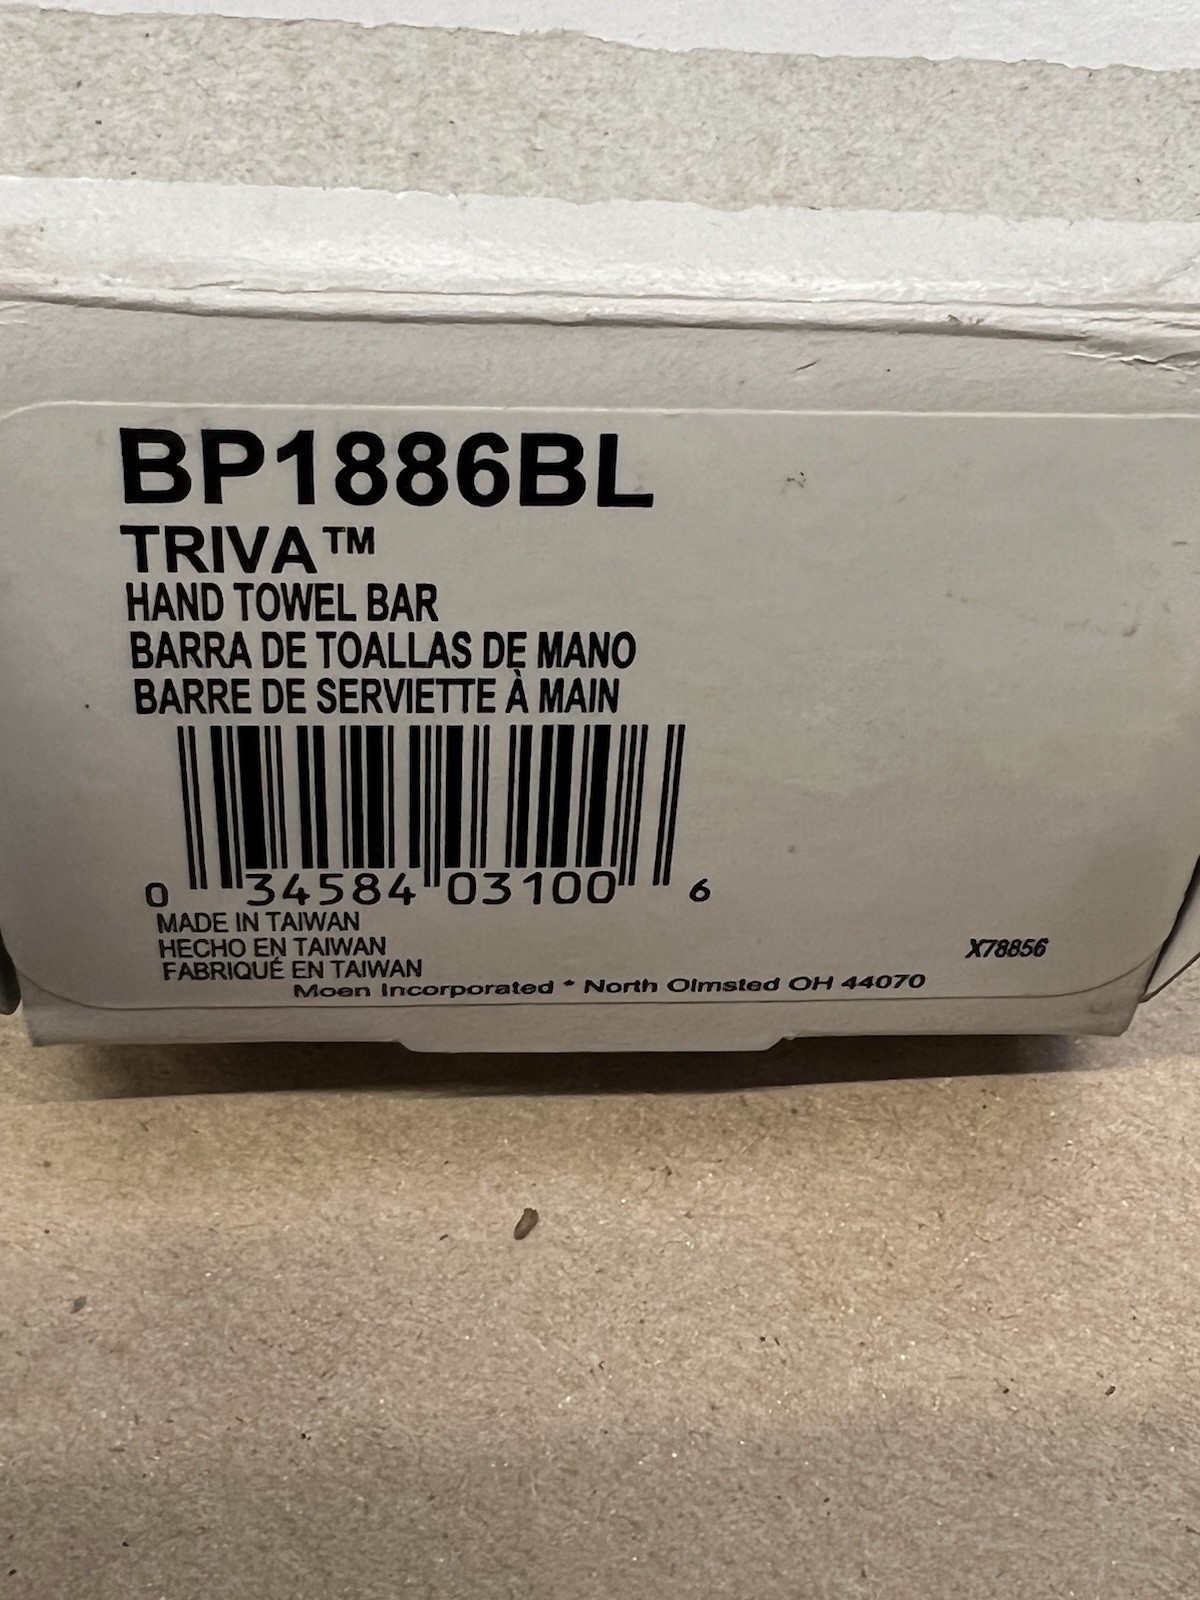 BP1886BL
TRIVA™
HAND TOWEL BAR
BARRA DE TOALLAS DE MANO
BARRE DE SERVIETTE À MAIN
0 34584 03100 6
MADE IN TAIWAN
HECHO EN TAIWAN
FABRIQUÉ EN TAIWAN
X78856
Moen Incorporated * North Olmsted OH 44070